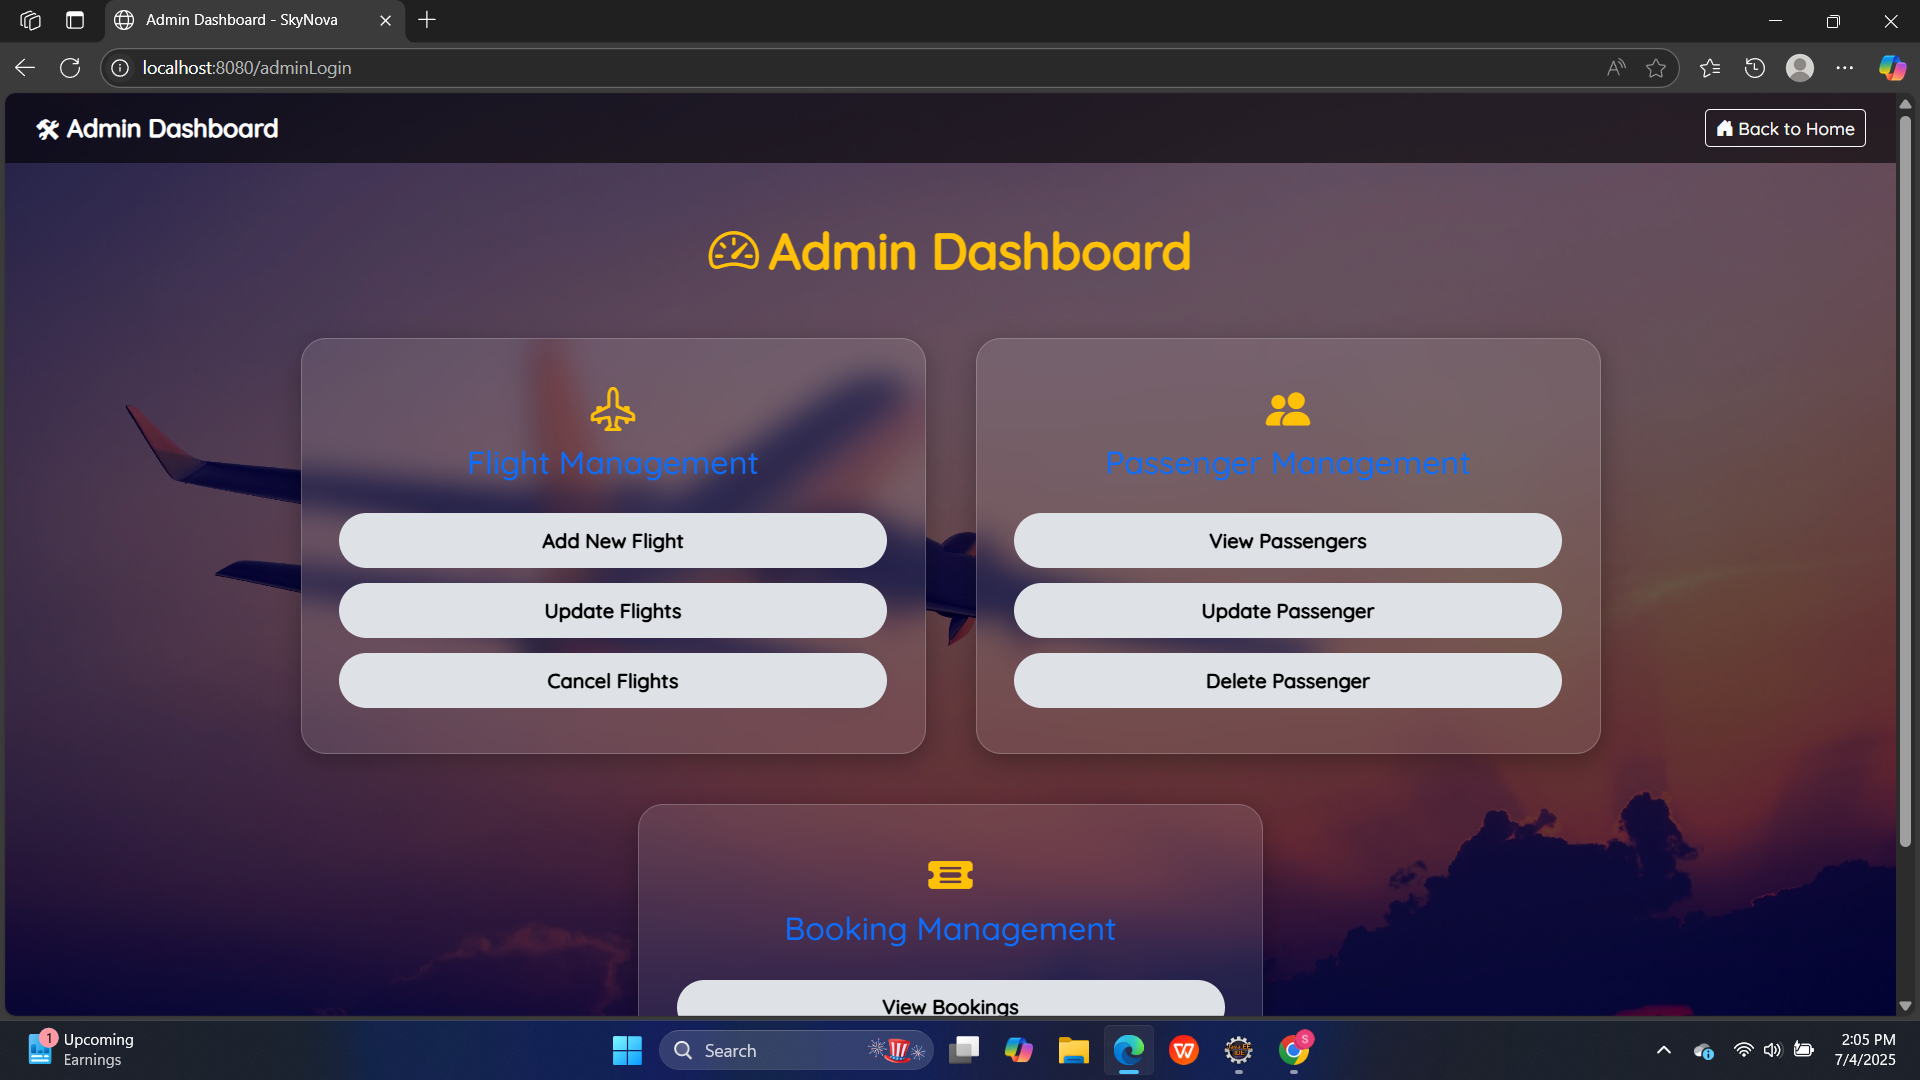 Admin Dashboard - SkyNova
localhost:8080/adminLogin
Admin Dashboard
Back to Home
Admin Dashboard
Flight Management
Passenger Management
Add New Flight
View Passengers
Update Flights
Update Passenger
Cancel Flights
Delete Passenger
Booking Management
View Bookings
1
Upcoming
Earnings
Search
S
2:05 PM
7/4/2025